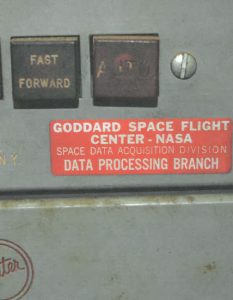 FAST
FORWARD
GODDARD SPACE FLIGHT
CENTER - NASA
SPACE DATA ACQUISITION DIVISION
DATA PROCESSING BRANCH
N.Y.